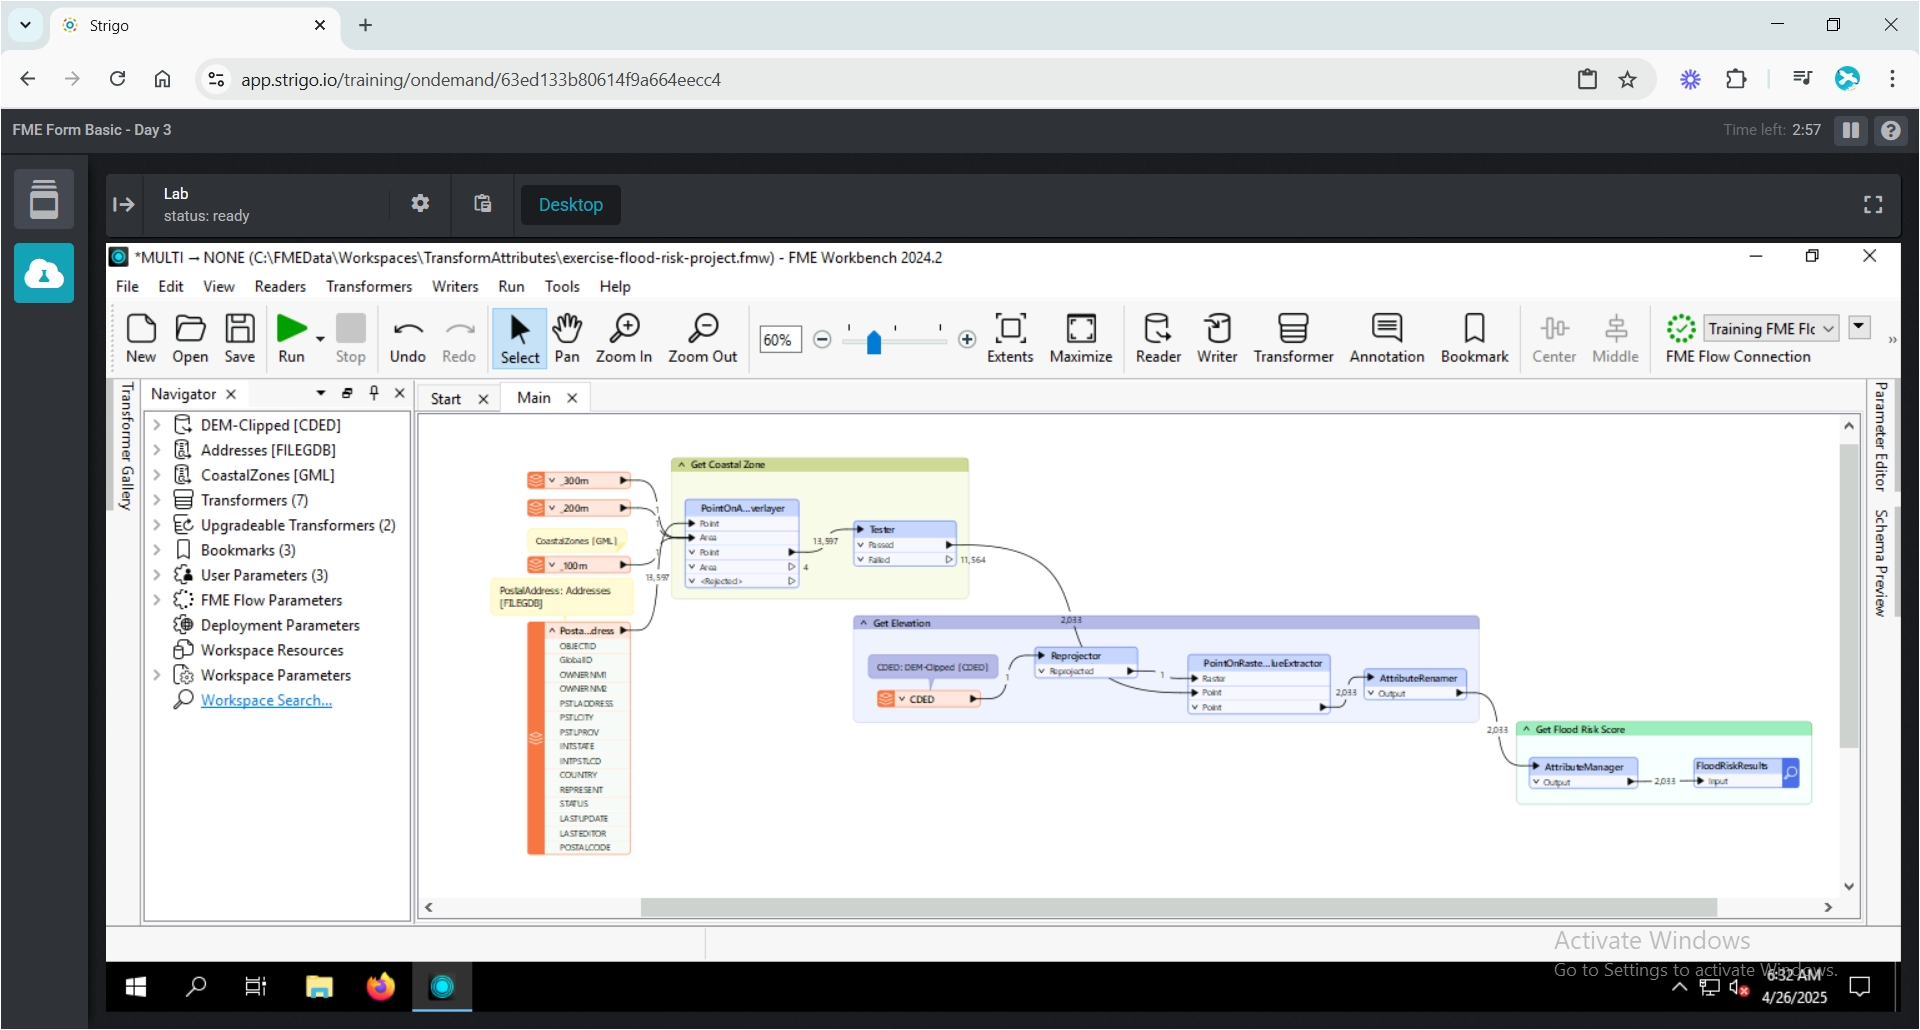 Strigo
app.strigo.io/training/ondemand/63ed133b80614f9a664eecc4
FME Form Basic - Day 3
Time left: 2:57
Lab
status: ready
Desktop
*MULTI → NONE (C:\FMEData\Workspaces\TransformAttributes\exercise-flood-risk-project.fmw) - FME Workbench 2024.2
File Edit View Readers Transformers Writers Run Tools Help
New Open Save Run Stop Undo Redo Select Pan Zoom In Zoom Out 60% Extents Maximize Reader Writer Transformer Annotation Bookmark Center Middle
Training FME Flc
FME Flow Connection
Transformer Gallery
Navigator
Start
Main
Parameter Editor
Schema Preview
DEM-Clipped [CDED]
Addresses [FILEGDB]
CoastalZones [GML]
Transformers (7)
Upgradeable Transformers (2)
Bookmarks (3)
User Parameters (3)
FME Flow Parameters
Deployment Parameters
Workspace Resources
Workspace Parameters
Workspace Search...
_300m
_200m
CoastalZones [GML]
_100m
PostalAddress: Addresses
[FILEGDB]
Posta...dress
OBJECTID
GlobalID
OWNERNM1
OWNERNM2
PSTLADDRESS
PSTLCITY
PSTLPROV
INTSTATE
INTPSTLCD
COUNTRY
REPRESENT
STATUS
LASTUPDATE
LASTEDITOR
POSTALCODE
1
1
1
13,597
Get Coastal Zone
PointOnA...verlayer
Point
Area
Point
Area
<Rejected>
13,597
4
Tester
Passed
Failed
11,564
2,033
Get Elevation
CDED: DEM-Clipped [CDED]
CDED
1
Reprojector
Reprojected
1
PointOnRaste...lueExtractor
Raster
Point
Point
2,033
AttributeRenamer
Output
2,033
Get Flood Risk Score
AttributeManager
Output
2,033
FloodRiskResults
Input
Activate Windows
Go to Settings to activate Windows.
6:32 AM
4/26/2025